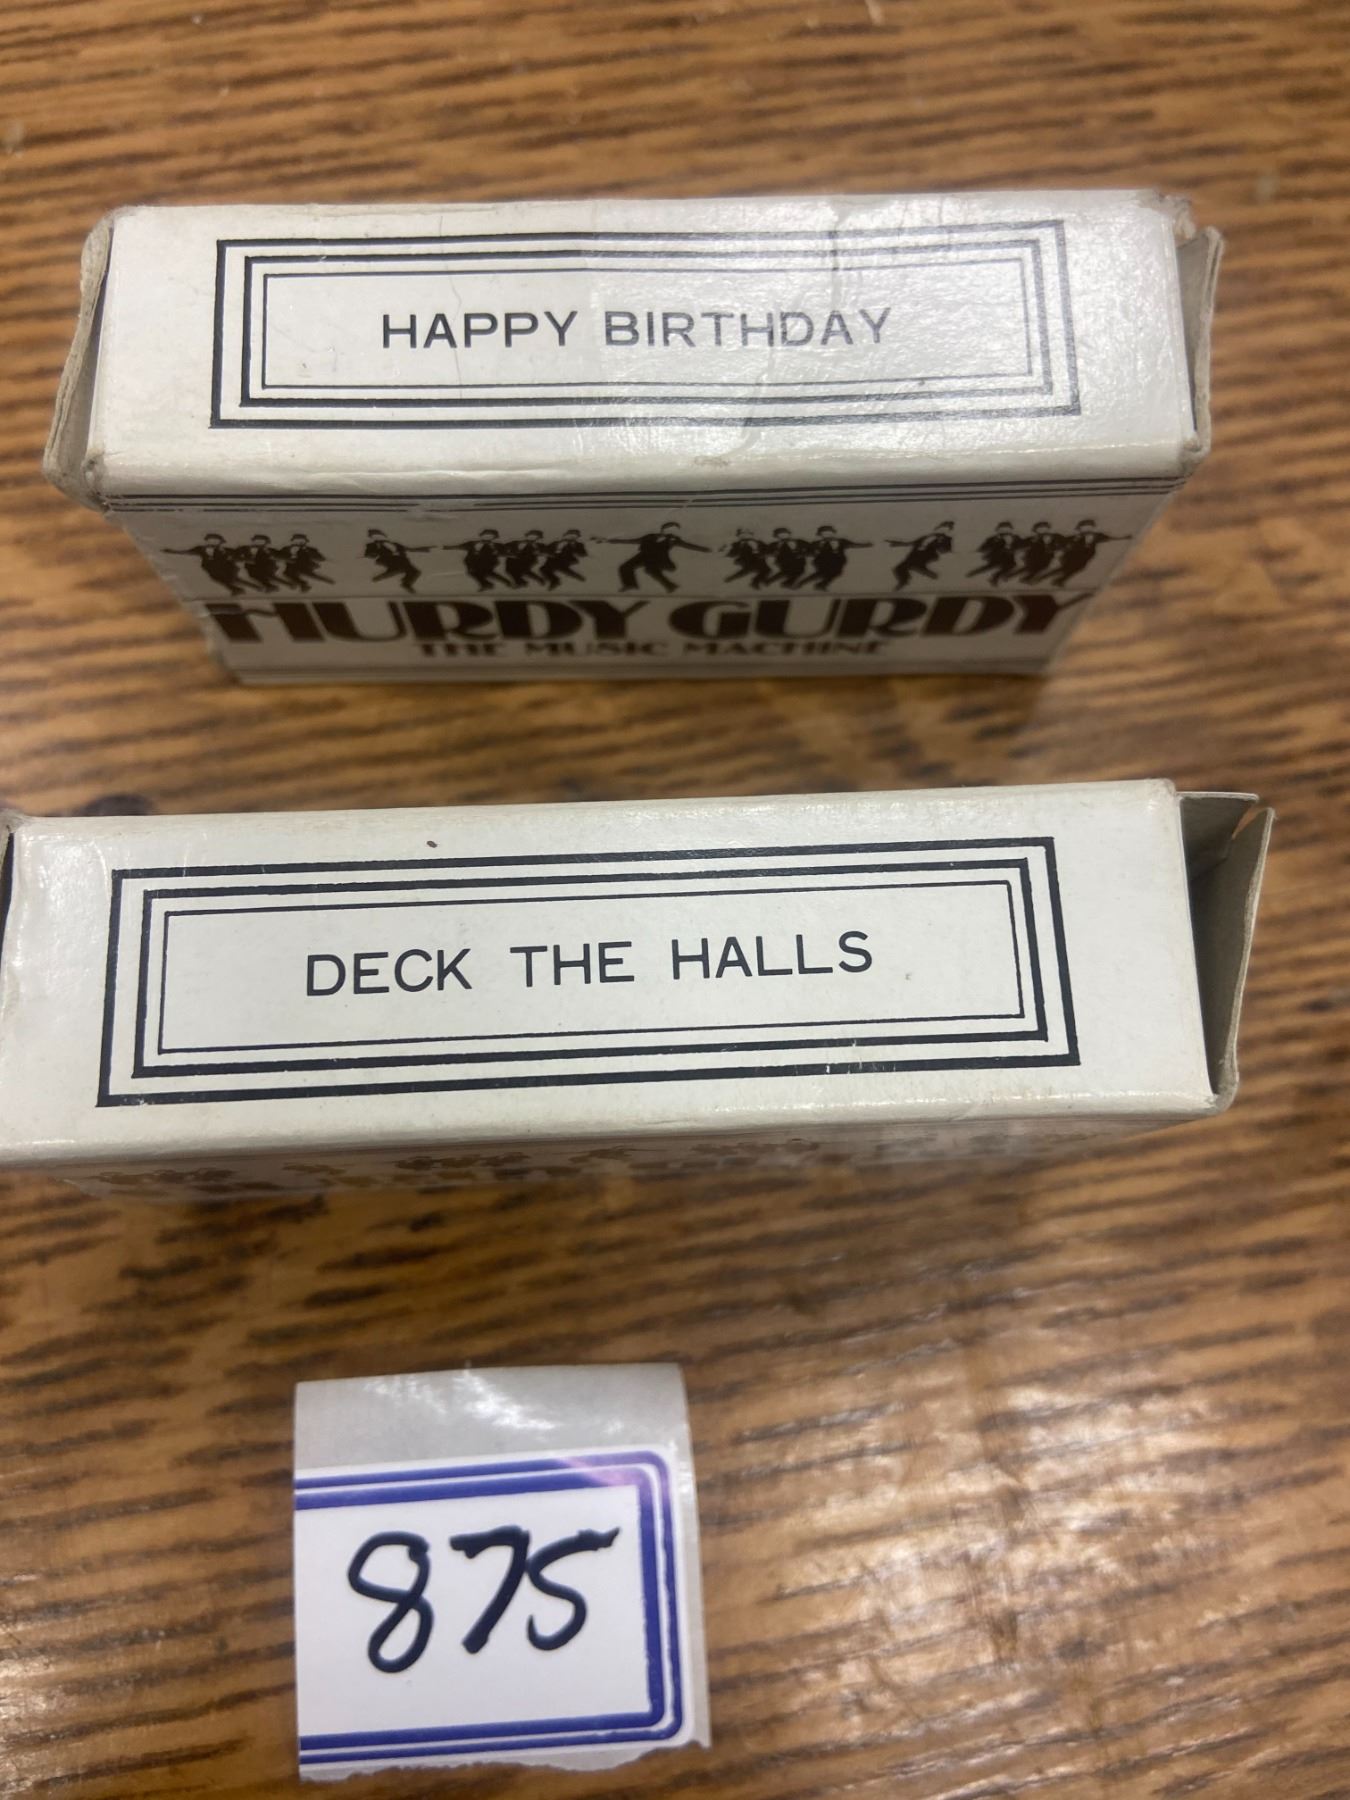 HAPPY BIRTHDAY
HURDY GURDY
THE MUSIC MACHINE
DECK THE HALLS
875